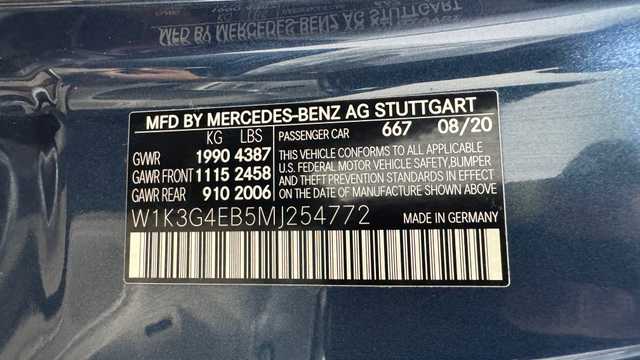 MFD BY MERCEDES-BENZ AG STUTTGART
KG LBS
GVWR 1990 4387
GAWR FRONT 1115 2458
GAWR REAR 910 2006
PASSENGER CAR 667 08/20
THIS VEHICLE CONFORMS TO ALL APPLICABLE
U.S. FEDERAL MOTOR VEHICLE SAFETY, BUMPER
AND THEFT PREVENTION STANDARDS IN EFFECT
ON THE DATE OF MANUFACTURE SHOWN ABOVE
W1K3G4EB5MJ254772
MADE IN GERMANY